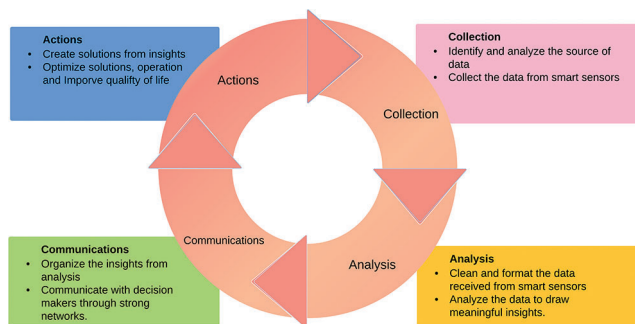 Actions
• Create solutions from insights
• Optimize solutions, operation
and Imporve qualifty of life
Collection
• Identify and analyze the source of
data
• Collect the data from smart sensors
Actions
Collection
Communications
Analysis
Communications
• Organize the insights from
analysis
• Communicate with decision
makers through strong
networks.
Analysis
• Clean and format the data
received from smart sensors
• Analyze the data to draw
meaningful insights.